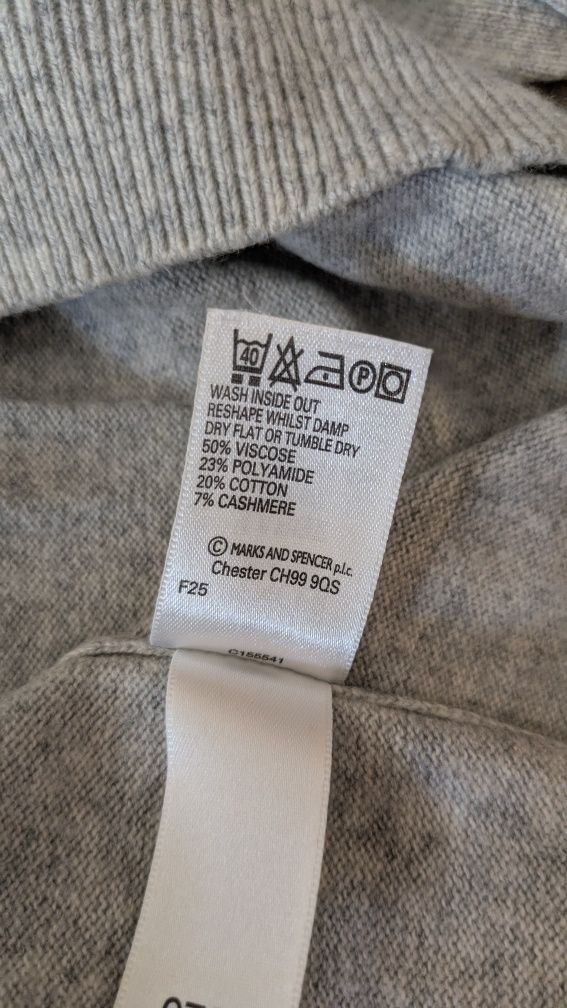 40 P
WASH INSIDE OUT
RESHAPE WHILST DAMP
DRY FLAT OR TUMBLE DRY
50% VISCOSE
23% POLYAMIDE
20% COTTON
7% CASHMERE
© MARKS AND SPENCER p.l.c.
Chester CH99 9QS
F25
C155541